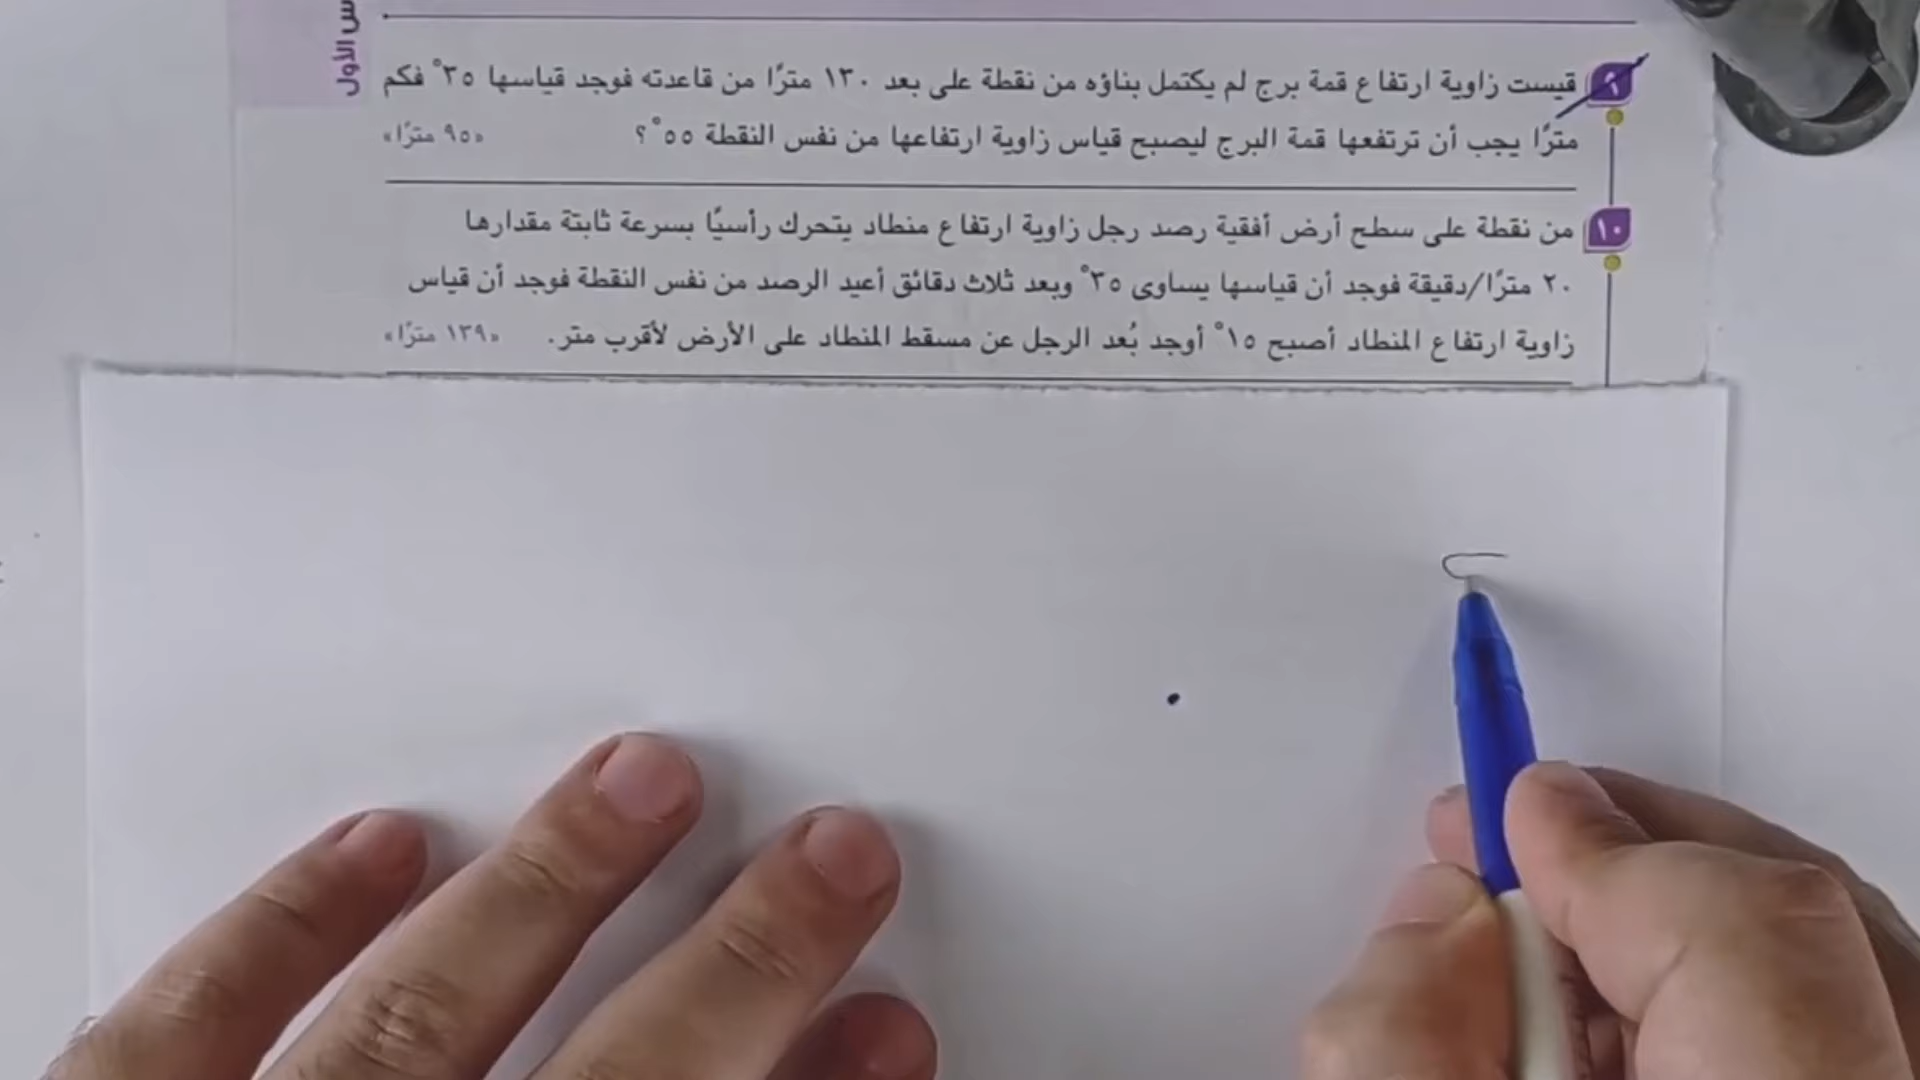 س الأول
٩ قيست زاوية ارتفاع قمة برج لم يكتمل بناؤه من نقطة على بعد ١٣٠ مترًا من قاعدته فوجد قياسها ٣٥° فكم
مترًا يجب أن ترتفعها قمة البرج ليصبح قياس زاوية ارتفاعها من نفس النقطة ٥٥°؟ «٩٥ مترًا»
١٠ من نقطة على سطح أرض أفقية رصد رجل زاوية ارتفاع منطاد يتحرك رأسيًا بسرعة ثابتة مقدارها
٢٠ مترًا/دقيقة فوجد أن قياسها يساوى ٣٥° وبعد ثلاث دقائق أعيد الرصد من نفس النقطة فوجد أن قياس
زاوية ارتفاع المنطاد أصبح ١٥° أوجد بُعد الرجل عن مسقط المنطاد على الأرض لأقرب متر. «١٣٩ مترًا»